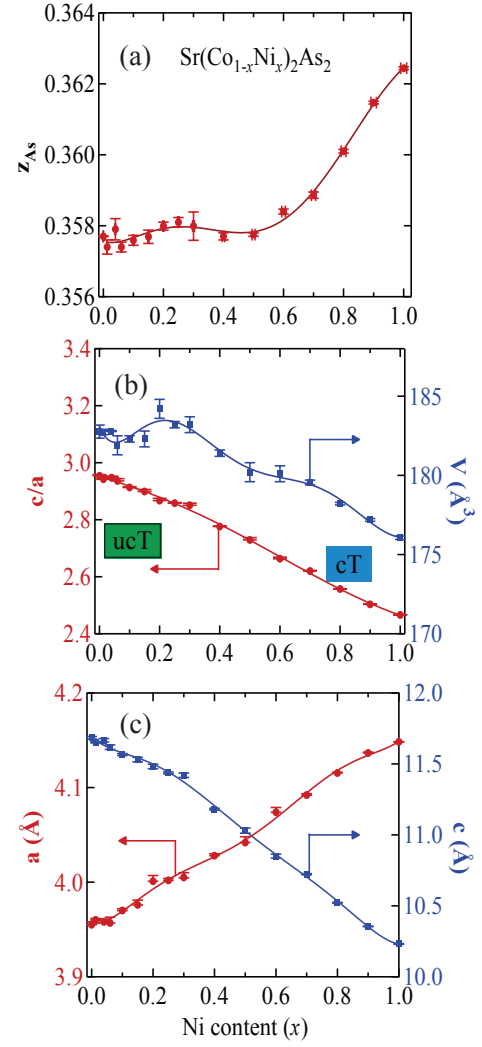 (a) Sr(Co1-xNix)2As2
zAs
0.364
0.362
0.360
0.358
0.356
0.0 0.2 0.4 0.6 0.8 1.0
(b)
c/a
3.4
3.2
3.0
2.8
2.6
2.4
ucT
cT
185
180
175
170
V (Å3)
0.0 0.2 0.4 0.6 0.8 1.0
(c)
a (Å)
4.2
4.1
4.0
3.9
12.0
11.5
11.0
10.5
10.0
c (Å)
0.0 0.2 0.4 0.6 0.8 1.0
Ni content (x)